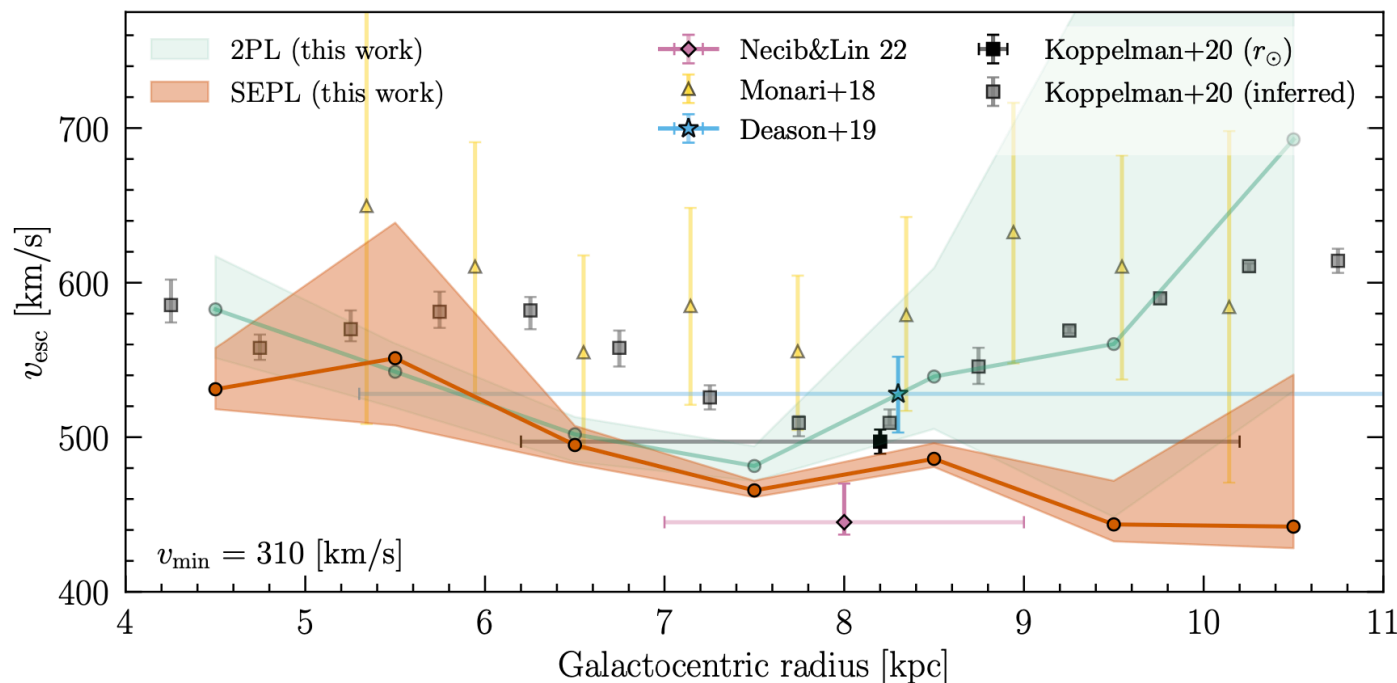 2PL (this work)
SEPL (this work)
Necib&Lin 22
Monari+18
Deason+19
Koppelman+20 (r⊙)
Koppelman+20 (inferred)
700
600
500
400
v_esc [km/s]
v_min = 310 [km/s]
4 5 6 7 8 9 10 11
Galactocentric radius [kpc]